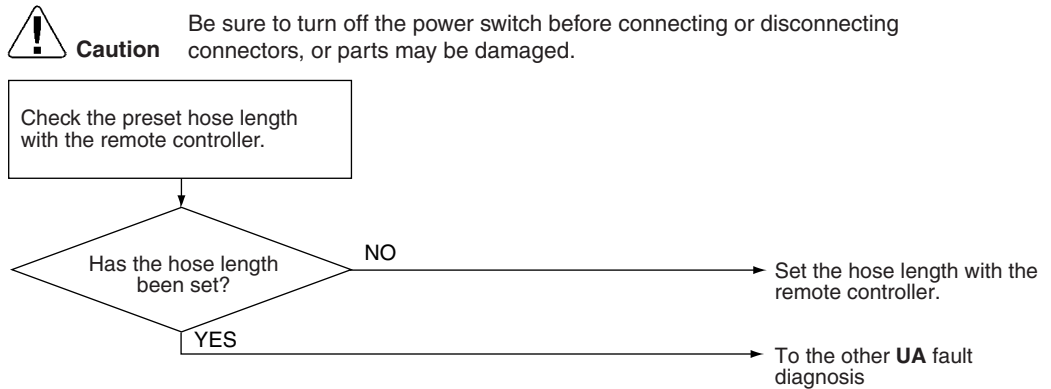 Be sure to turn off the power switch before connecting or disconnecting
Caution connectors, or parts may be damaged.
Check the preset hose length
with the remote controller.
Has the hose length
been set?
NO
Set the hose length with the
remote controller.
YES
To the other UA fault
diagnosis